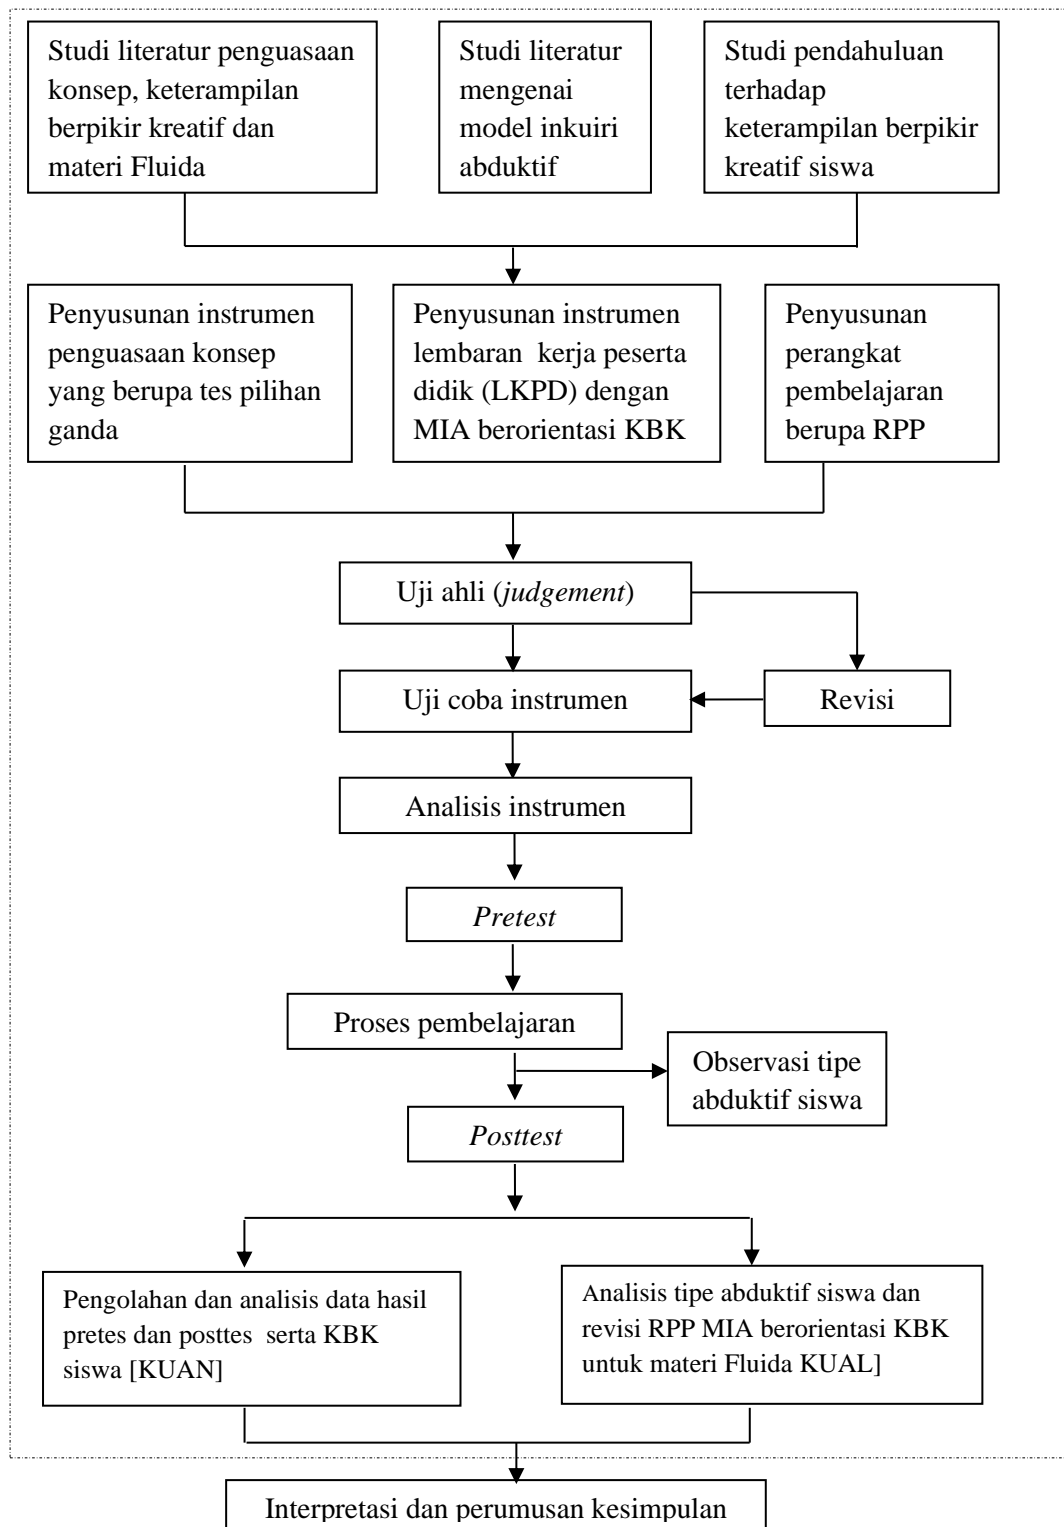 Studi literatur penguasaan
konsep, keterampilan
berpikir kreatif dan
materi Fluida
Studi literatur
mengenai
model inkuiri
abduktif
Studi pendahuluan
terhadap
keterampilan berpikir
kreatif siswa
Penyusunan instrumen
penguasaan konsep
yang berupa tes pilihan
ganda
Penyusunan instrumen
lembaran kerja peserta
didik (LKPD) dengan
MIA berorientasi KBK
Penyusunan
perangkat
pembelajaran
berupa RPP
Uji ahli (judgement)
Uji coba instrumen
Revisi
Analisis instrumen
Pretest
Proses pembelajaran
Observasi tipe
abduktif siswa
Posttest
Pengolahan dan analisis data hasil
pretes dan posttes serta KBK
siswa [KUAN]
Analisis tipe abduktif siswa dan
revisi RPP MIA berorientasi KBK
untuk materi Fluida KUAL]
Interpretasi dan perumusan kesimpulan